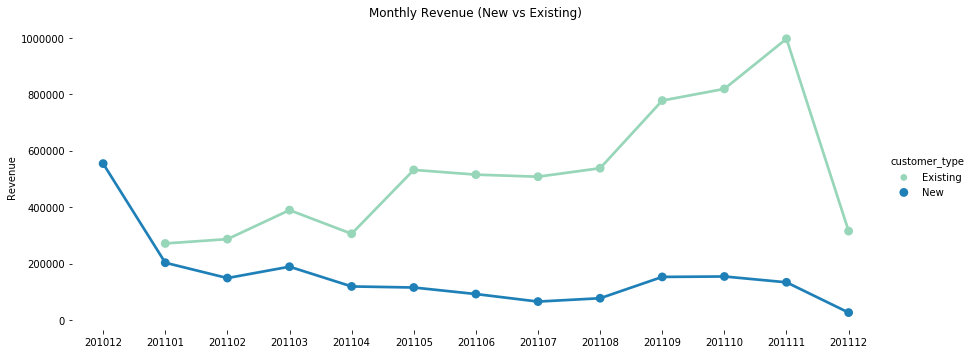 Monthly Revenue (New vs Existing)
1000000
800000
600000
400000
200000
0
Revenue
customer_type
Existing
New
201012 201101 201102 201103 201104 201105 201106 201107 201108 201109 201110 201111 201112